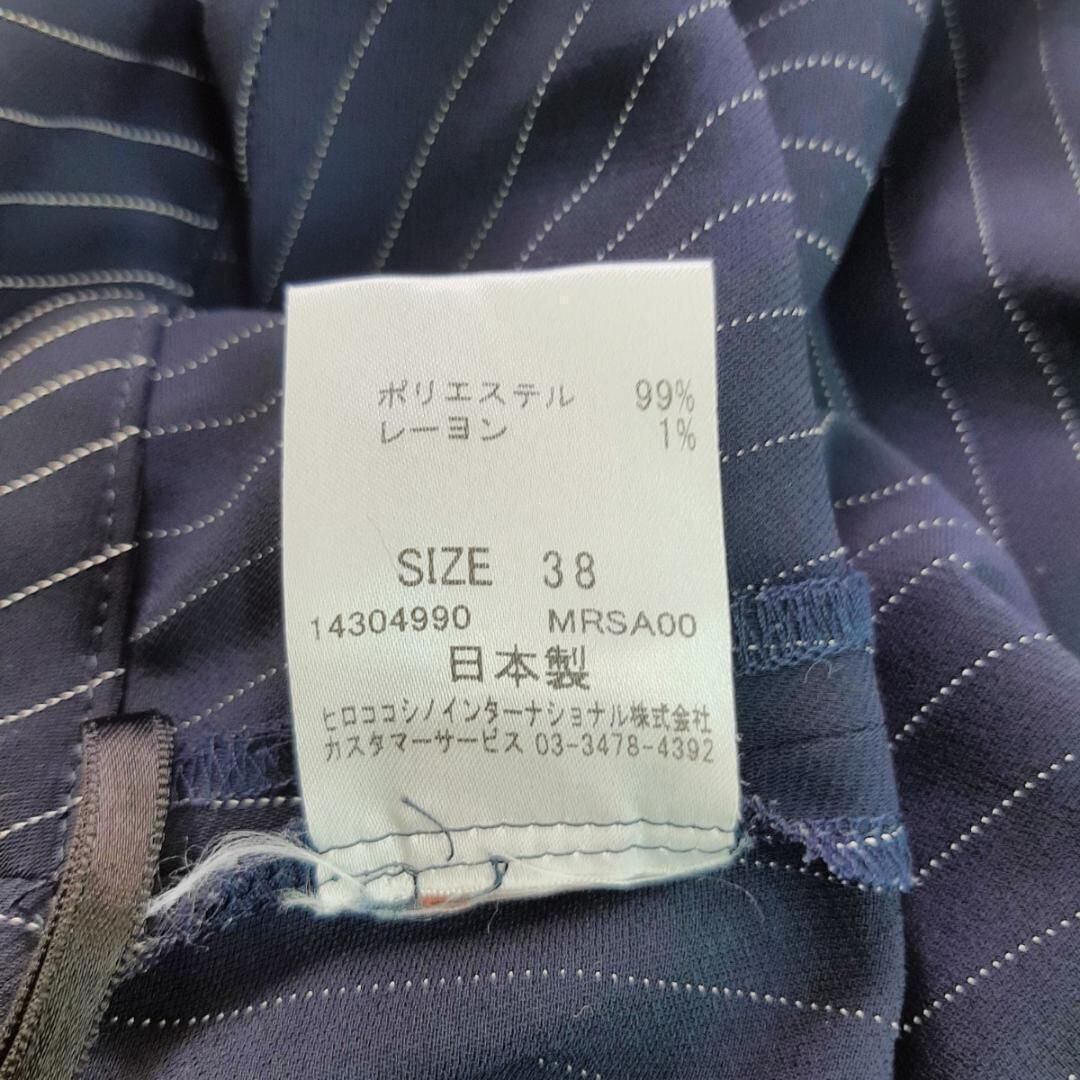 ポリエステル 99%
レーヨン 1%
SIZE 38
14304990 MRSA00
日本製
ヒロココシノインターナショナル株式会社
カスタマーサービス 03-3478-4392